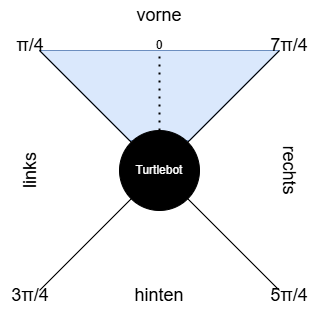 vorne
π/4
0
7π/4
links
Turtlebot
rechts
3π/4
hinten
5π/4